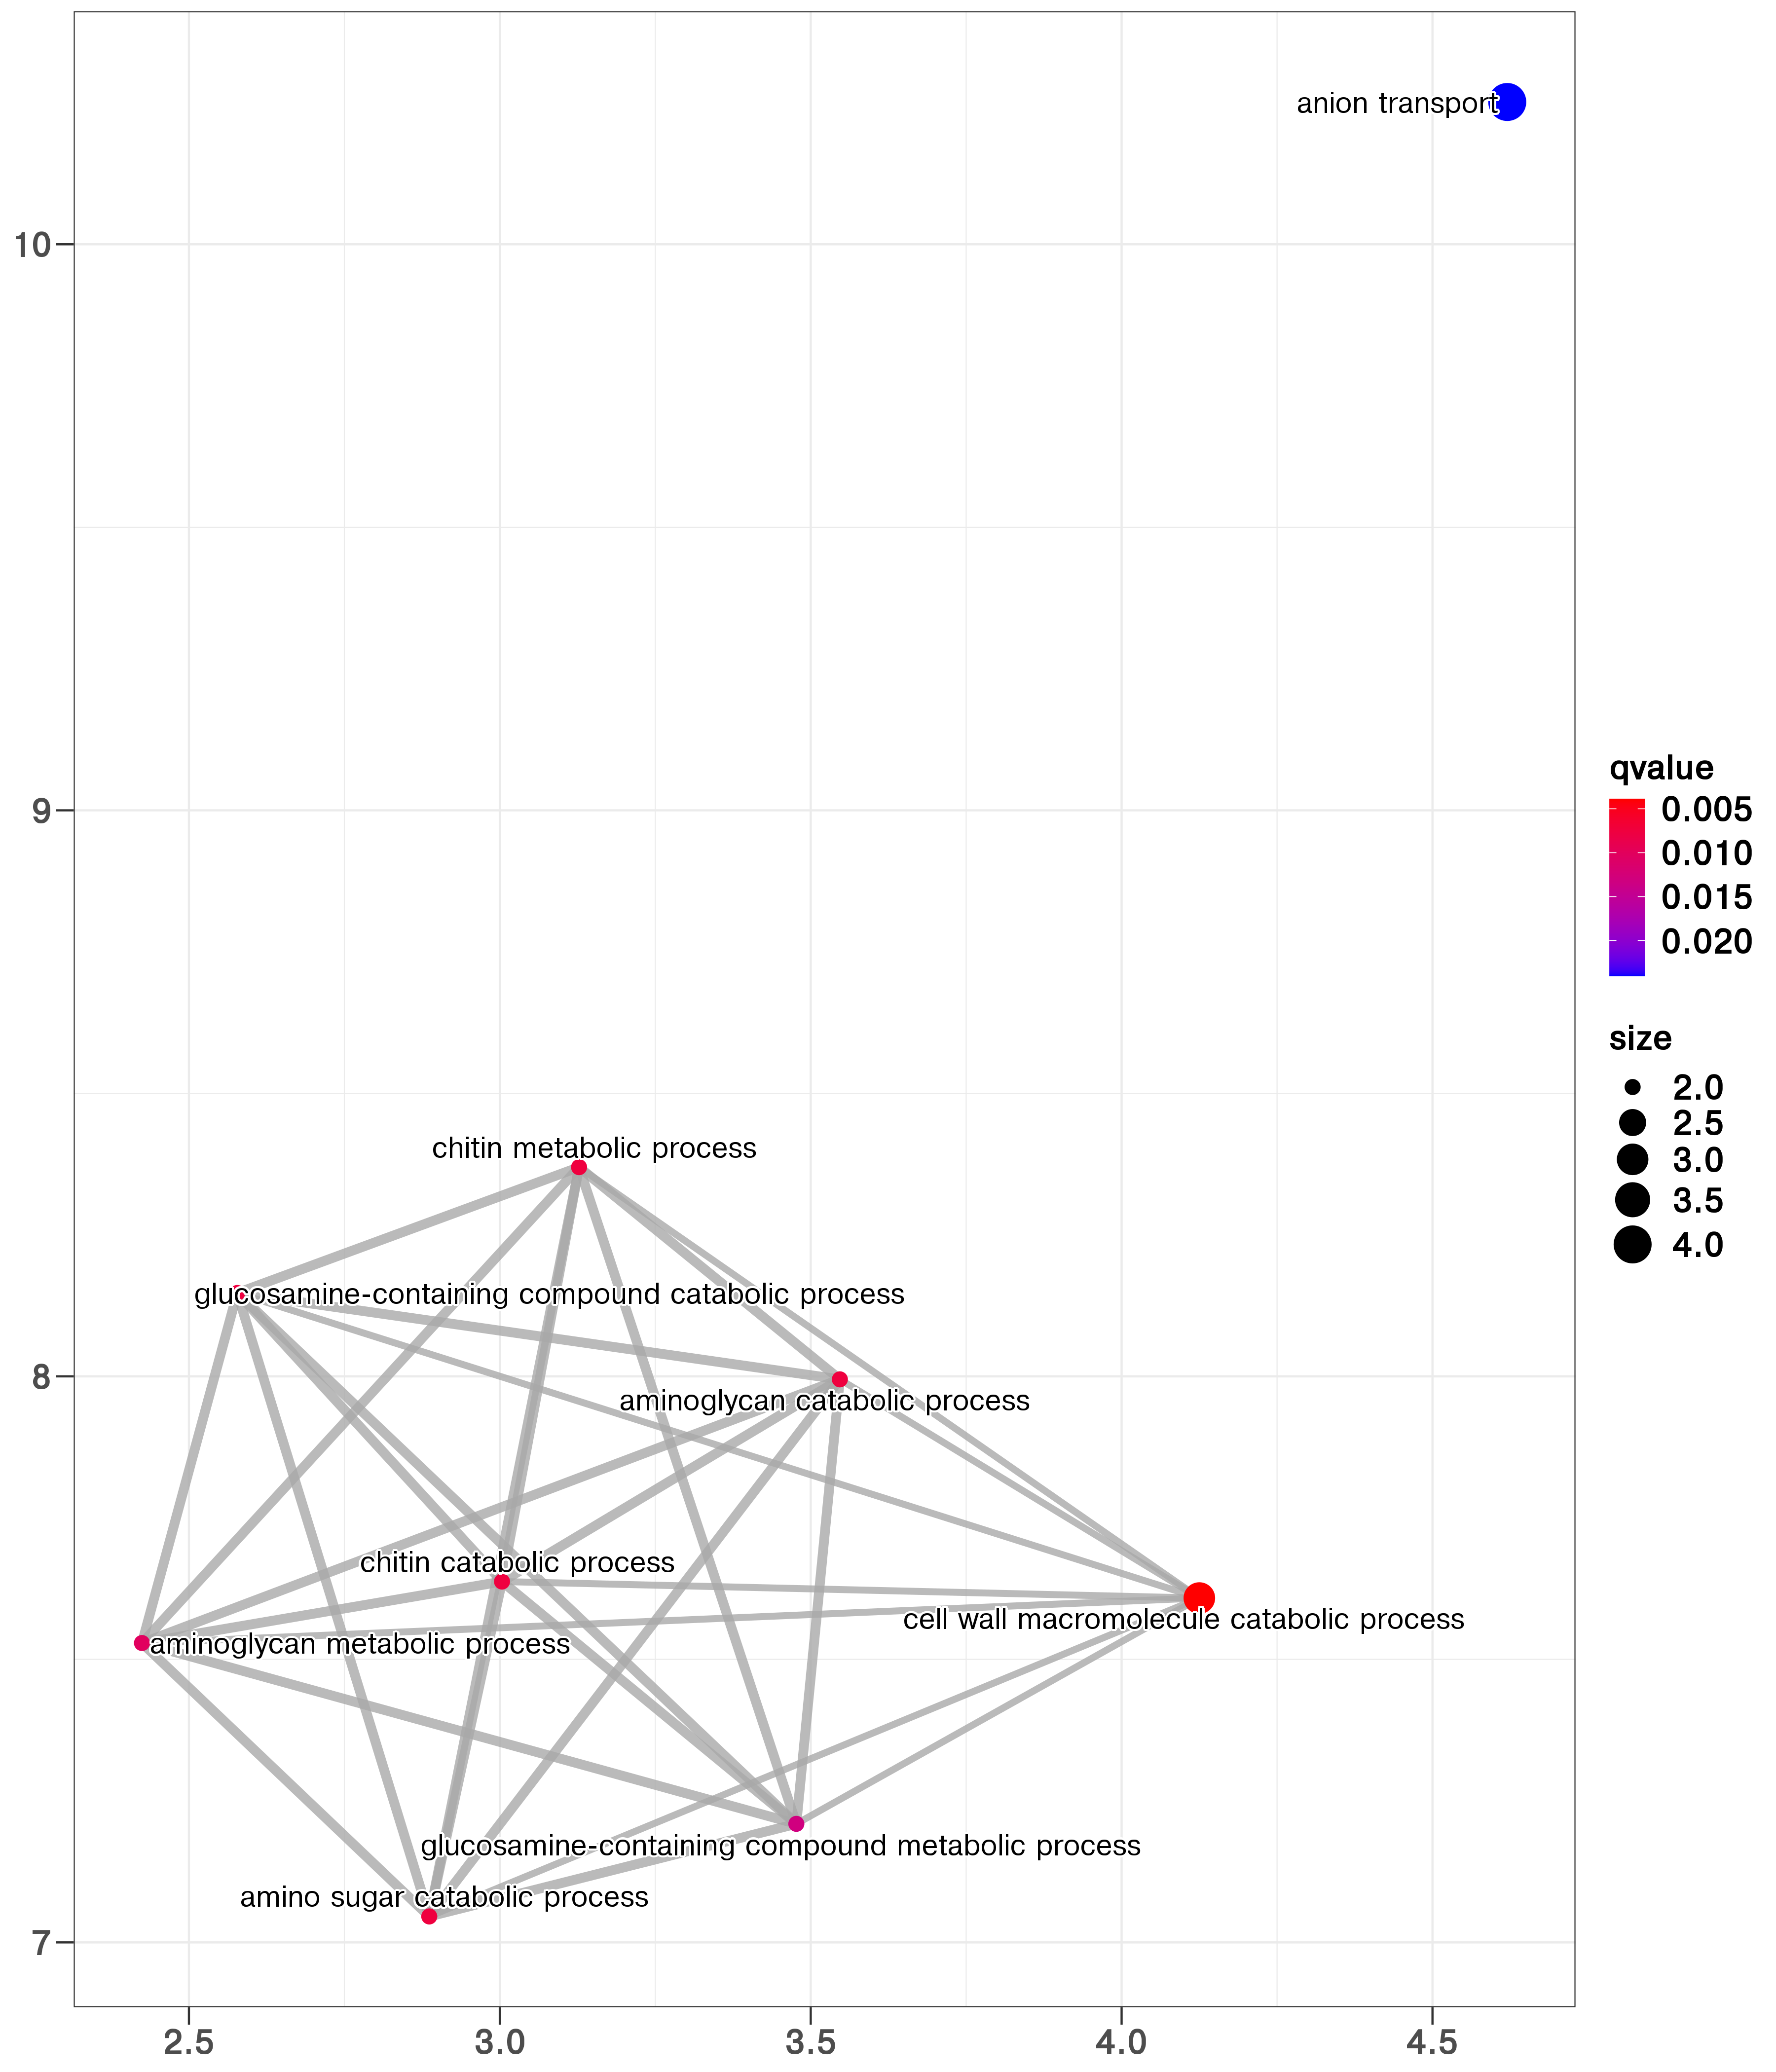 anion transport
10
9
qvalue
0.005
0.010
0.015
0.020
size
2.0
2.5
3.0
3.5
4.0
chitin metabolic process
glucosamine-containing compound catabolic process
8
aminoglycan catabolic process
chitin catabolic process
cell wall macromolecule catabolic process
aminoglycan metabolic process
glucosamine-containing compound metabolic process
amino sugar catabolic process
7
2.5 3.0 3.5 4.0 4.5